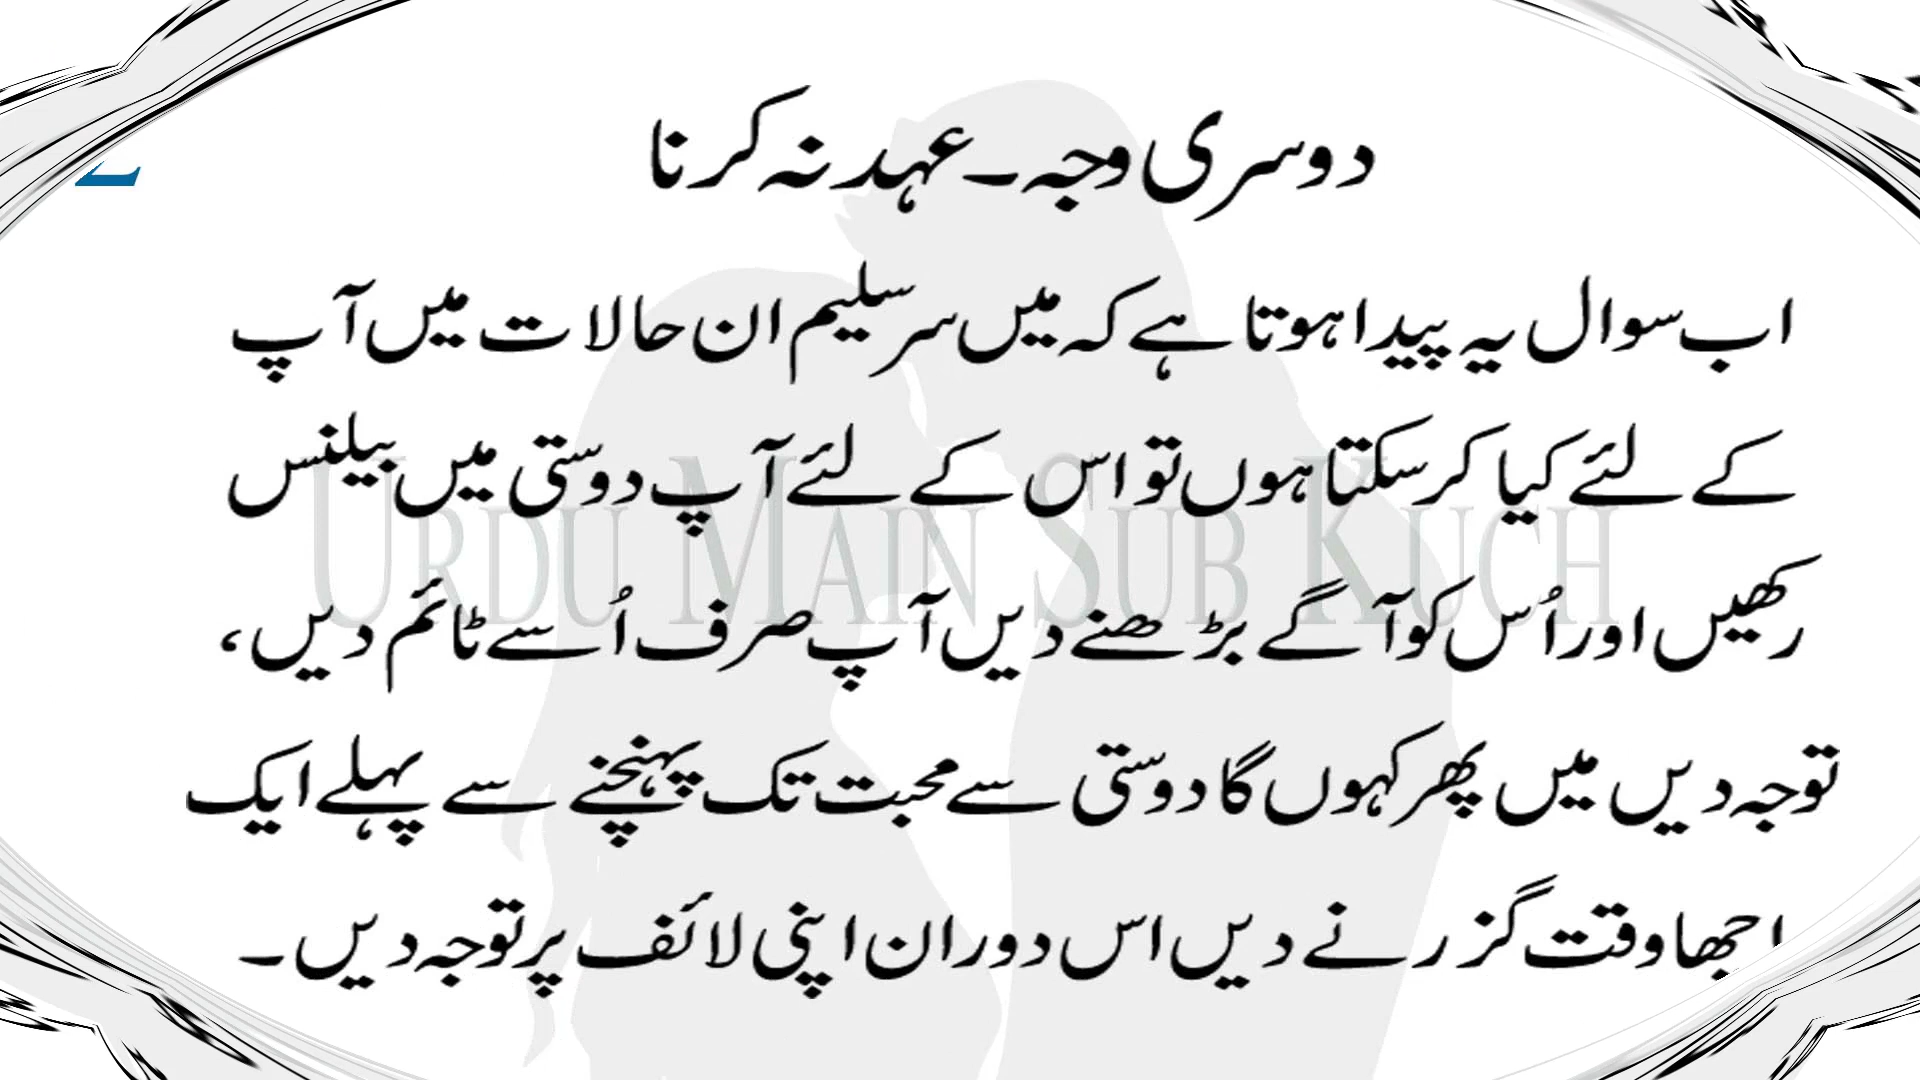 دوسری وجہ۔ عہد نہ کرنا
اب سوال یہ پیدا ہوتا ہے کہ میں سر سلیم ان حالات میں آپ
کے لئے کیا کر سکتا ہوں تو اس کے لئے آپ دوستی میں بیلنس
رکھیں اور اُس کو آگے بڑھنے دیں آپ صرف اُسے ٹائم دیں،
توجہ دیں میں پھر کہوں گا دوستی سے محبت تک پہنچنے سے پہلے ایک
اچھا وقت گزرنے دیں اس دوران اپنی لائف پر توجہ دیں۔
URDU MAIN SUB KUCH